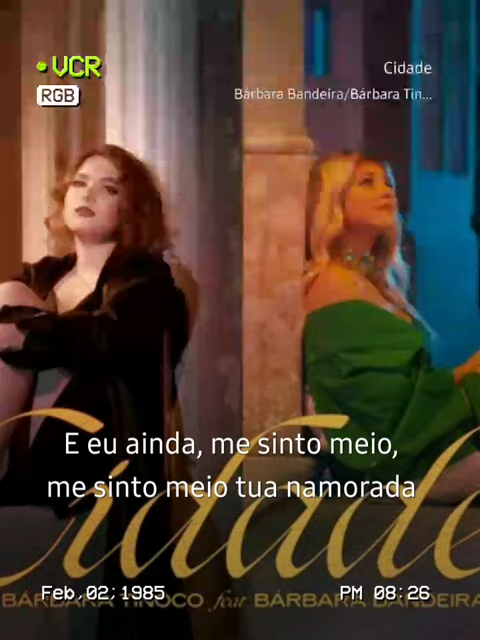 VCR
RGB
Cidade
Bárbara Bandeira/Bárbara Tin...
E eu ainda, me sinto meio,
me sinto meio tua namorada
Cidade
Feb,02;1985
PM 08:26
BÁRBARA TINOCO feat BÁRBARA BANDEIRA